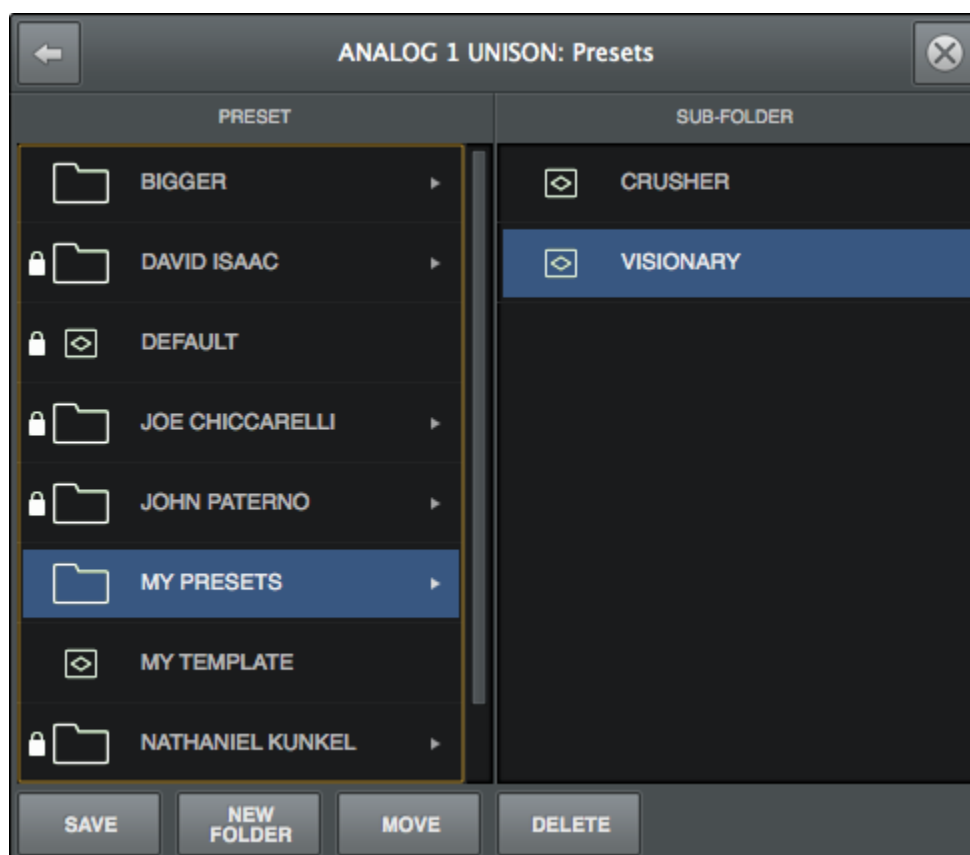 ANALOG 1 UNISON: Presets
PRESET
SUB-FOLDER
BIGGER
DAVID ISAAC
DEFAULT
JOE CHICCARELLI
JOHN PATERNO
MY PRESETS
MY TEMPLATE
NATHANIEL KUNKEL
CRUSHER
VISIONARY
SAVE
NEW
FOLDER
MOVE
DELETE